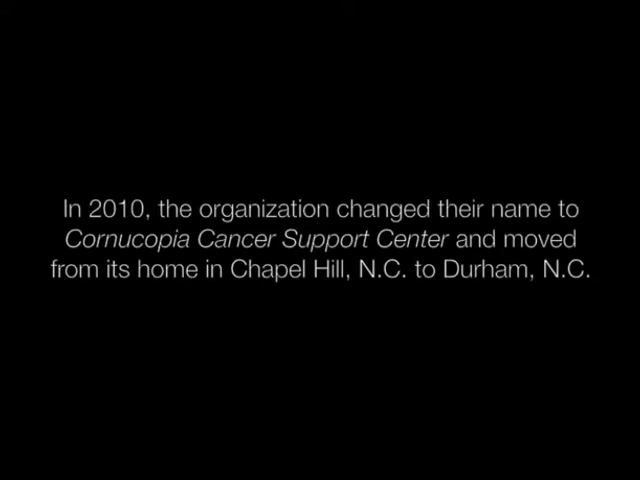 In 2010, the organization changed their name to
Cornucopia Cancer Support Center and moved
from its home in Chapel Hill, N.C. to Durham, N.C.